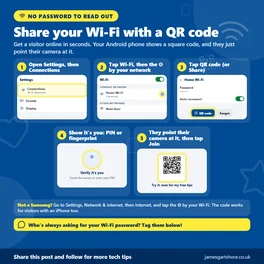 NO PASSWORD TO READ OUT
Share your Wi-Fi with a QR code
Get a visitor online in seconds. Your Android phone shows a square code, and they just
point their camera at it.
1 Open Settings, then
Connections
2 Tap Wi-Fi, then the ⚙
by your network
3 Tap QR code (or
Share)
Settings
Connections
Sounds
Display
Wi-Fi
CURRENT NETWORK
Home Wi-Fi
Home Wi-Fi
Password
Auto reconnect
QR code
Forget
4 Show it's you: PIN or
fingerprint
5 They point their
camera at it, then tap
Join
Verify it's you
Try it: scan for my free tips
Not a Samsung? Go to Settings, Network & internet, then Internet, and tap the ⚙ by your Wi-Fi. The code works
for visitors with an iPhone too.
Who's always asking for your Wi-Fi password? Tag them below!
Share this post and follow for more tech tips
jamesgartshore.co.uk